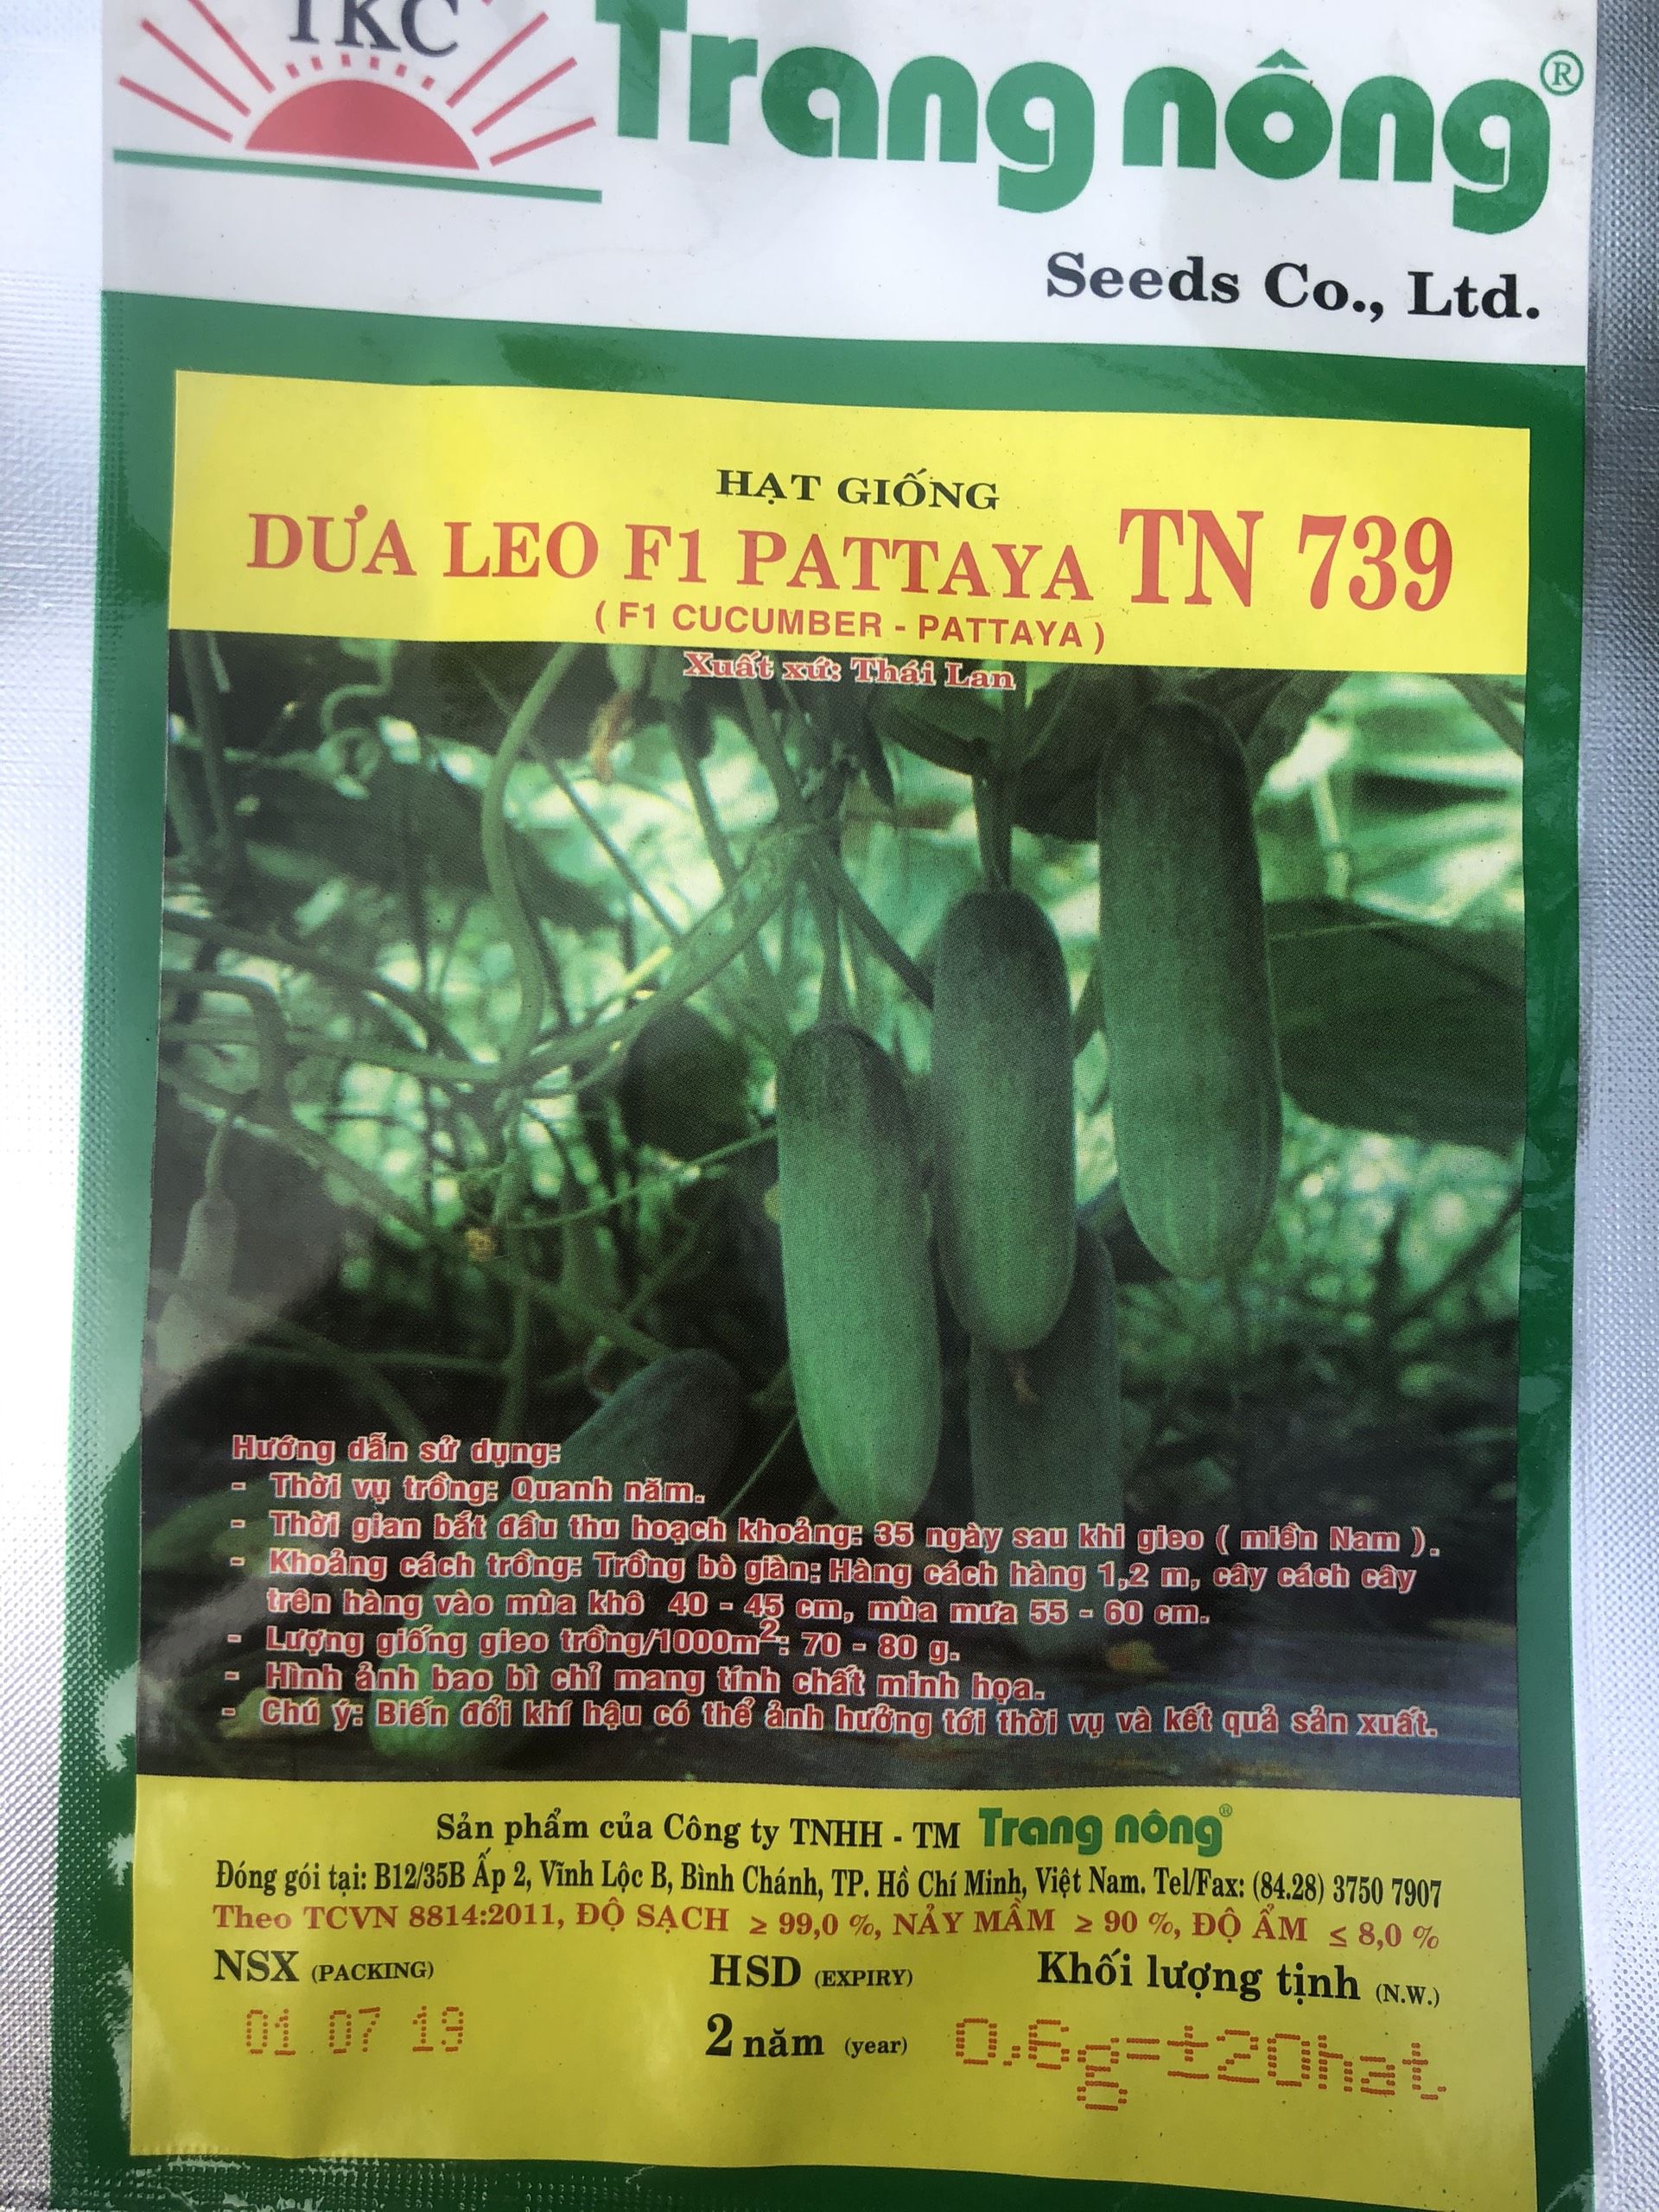 TKC
Trang nông®
Seeds Co., Ltd.
HẠT GIỐNG
DƯA LEO F1 PATTAYA TN 739
( F1 CUCUMBER - PATTAYA )
Xuất xứ: Thái Lan
Hướng dẫn sử dụng:
- Thời vụ trồng: Quanh năm.
- Thời gian bắt đầu thu hoạch khoảng: 35 ngày sau khi gieo ( miền Nam ).
- Khoảng cách trồng: Trồng bò giàn: Hàng cách hàng 1,2 m, cây cách cây
trên hàng vào mùa khô 40 - 45 cm, mùa mưa 55 - 60 cm.
- Lượng giống gieo trồng/1000m²: 70 - 80 g.
- Hình ảnh bao bì chỉ mang tính chất minh họa.
- Chú ý: Biến đổi khí hậu có thể ảnh hưởng tới thời vụ và kết quả sản xuất.
Sản phẩm của Công ty TNHH - TM Trang nông®
Đóng gói tại: B12/35B Ấp 2, Vĩnh Lộc B, Bình Chánh, TP. Hồ Chí Minh, Việt Nam. Tel/Fax: (84.28) 3750 7907
Theo TCVN 8814:2011, ĐỘ SẠCH ≥ 99,0 %, NẢY MẦM ≥ 90 %, ĐỘ ẨM ≤ 8,0 %
NSX (PACKING) HSD (EXPIRY) Khối lượng tịnh (N.W.)
01 07 19 2 năm (year) 0,6g=±20hat